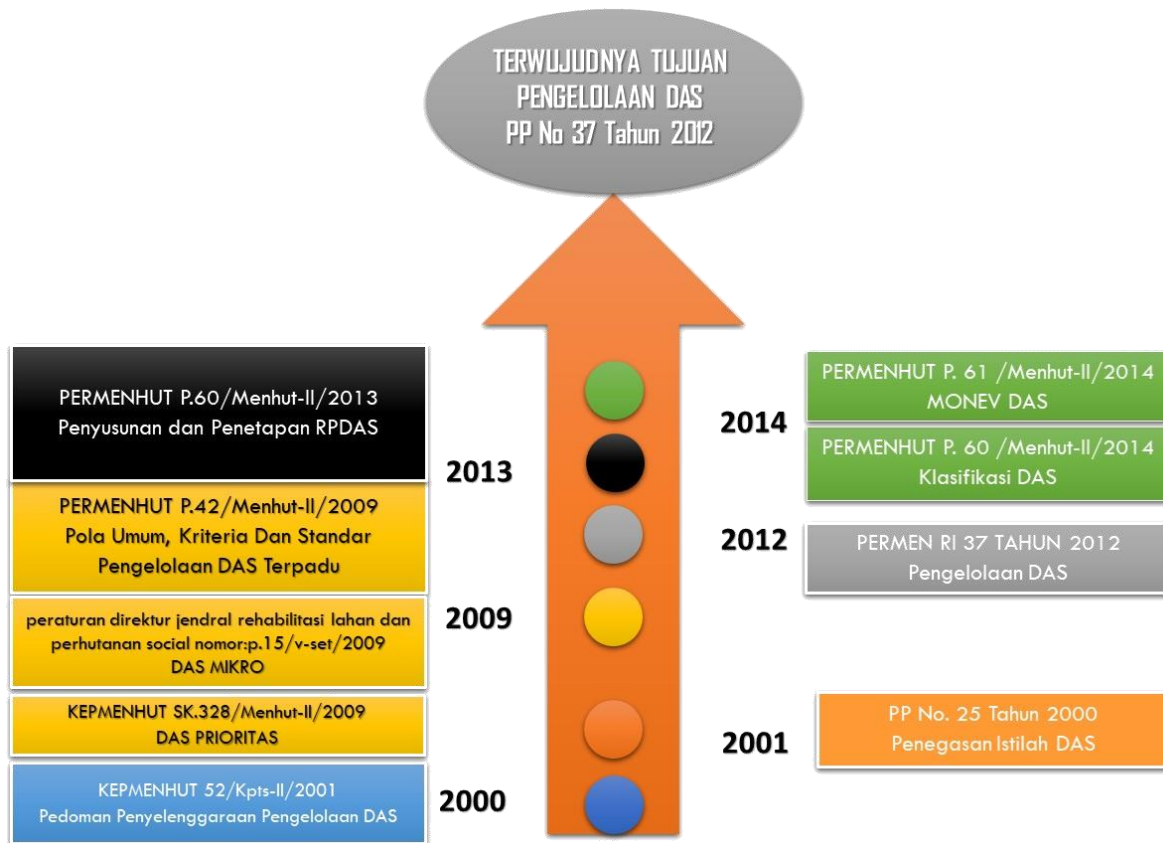 TERWUJUDNYA TUJUAN
PENGELOLAAN DAS
PP No 37 Tahun 2012
PERMENHUT P.60/Menhut-II/2013
Penyusunan dan Penetapan RPDAS
2013
PERMENHUT P.42/Menhut-II/2009
Pola Umum, Kriteria Dan Standar
Pengelolaan DAS Terpadu
peraturan direktur jendral rehabilitasi lahan dan
perhutanan social nomor:p.15/v-set/2009
DAS MIKRO
2009
KEPMENHUT SK.328/Menhut-II/2009
DAS PRIORITAS
KEPMENHUT 52/Kpts-II/2001
Pedoman Penyelenggaraan Pengelolaan DAS
2000
PERMENHUT P. 61 /Menhut-II/2014
MONEV DAS
2014
PERMENHUT P. 60 /Menhut-II/2014
Klasifikasi DAS
2012
PERMEN RI 37 TAHUN 2012
Pengelolaan DAS
2001
PP No. 25 Tahun 2000
Penegasan Istilah DAS